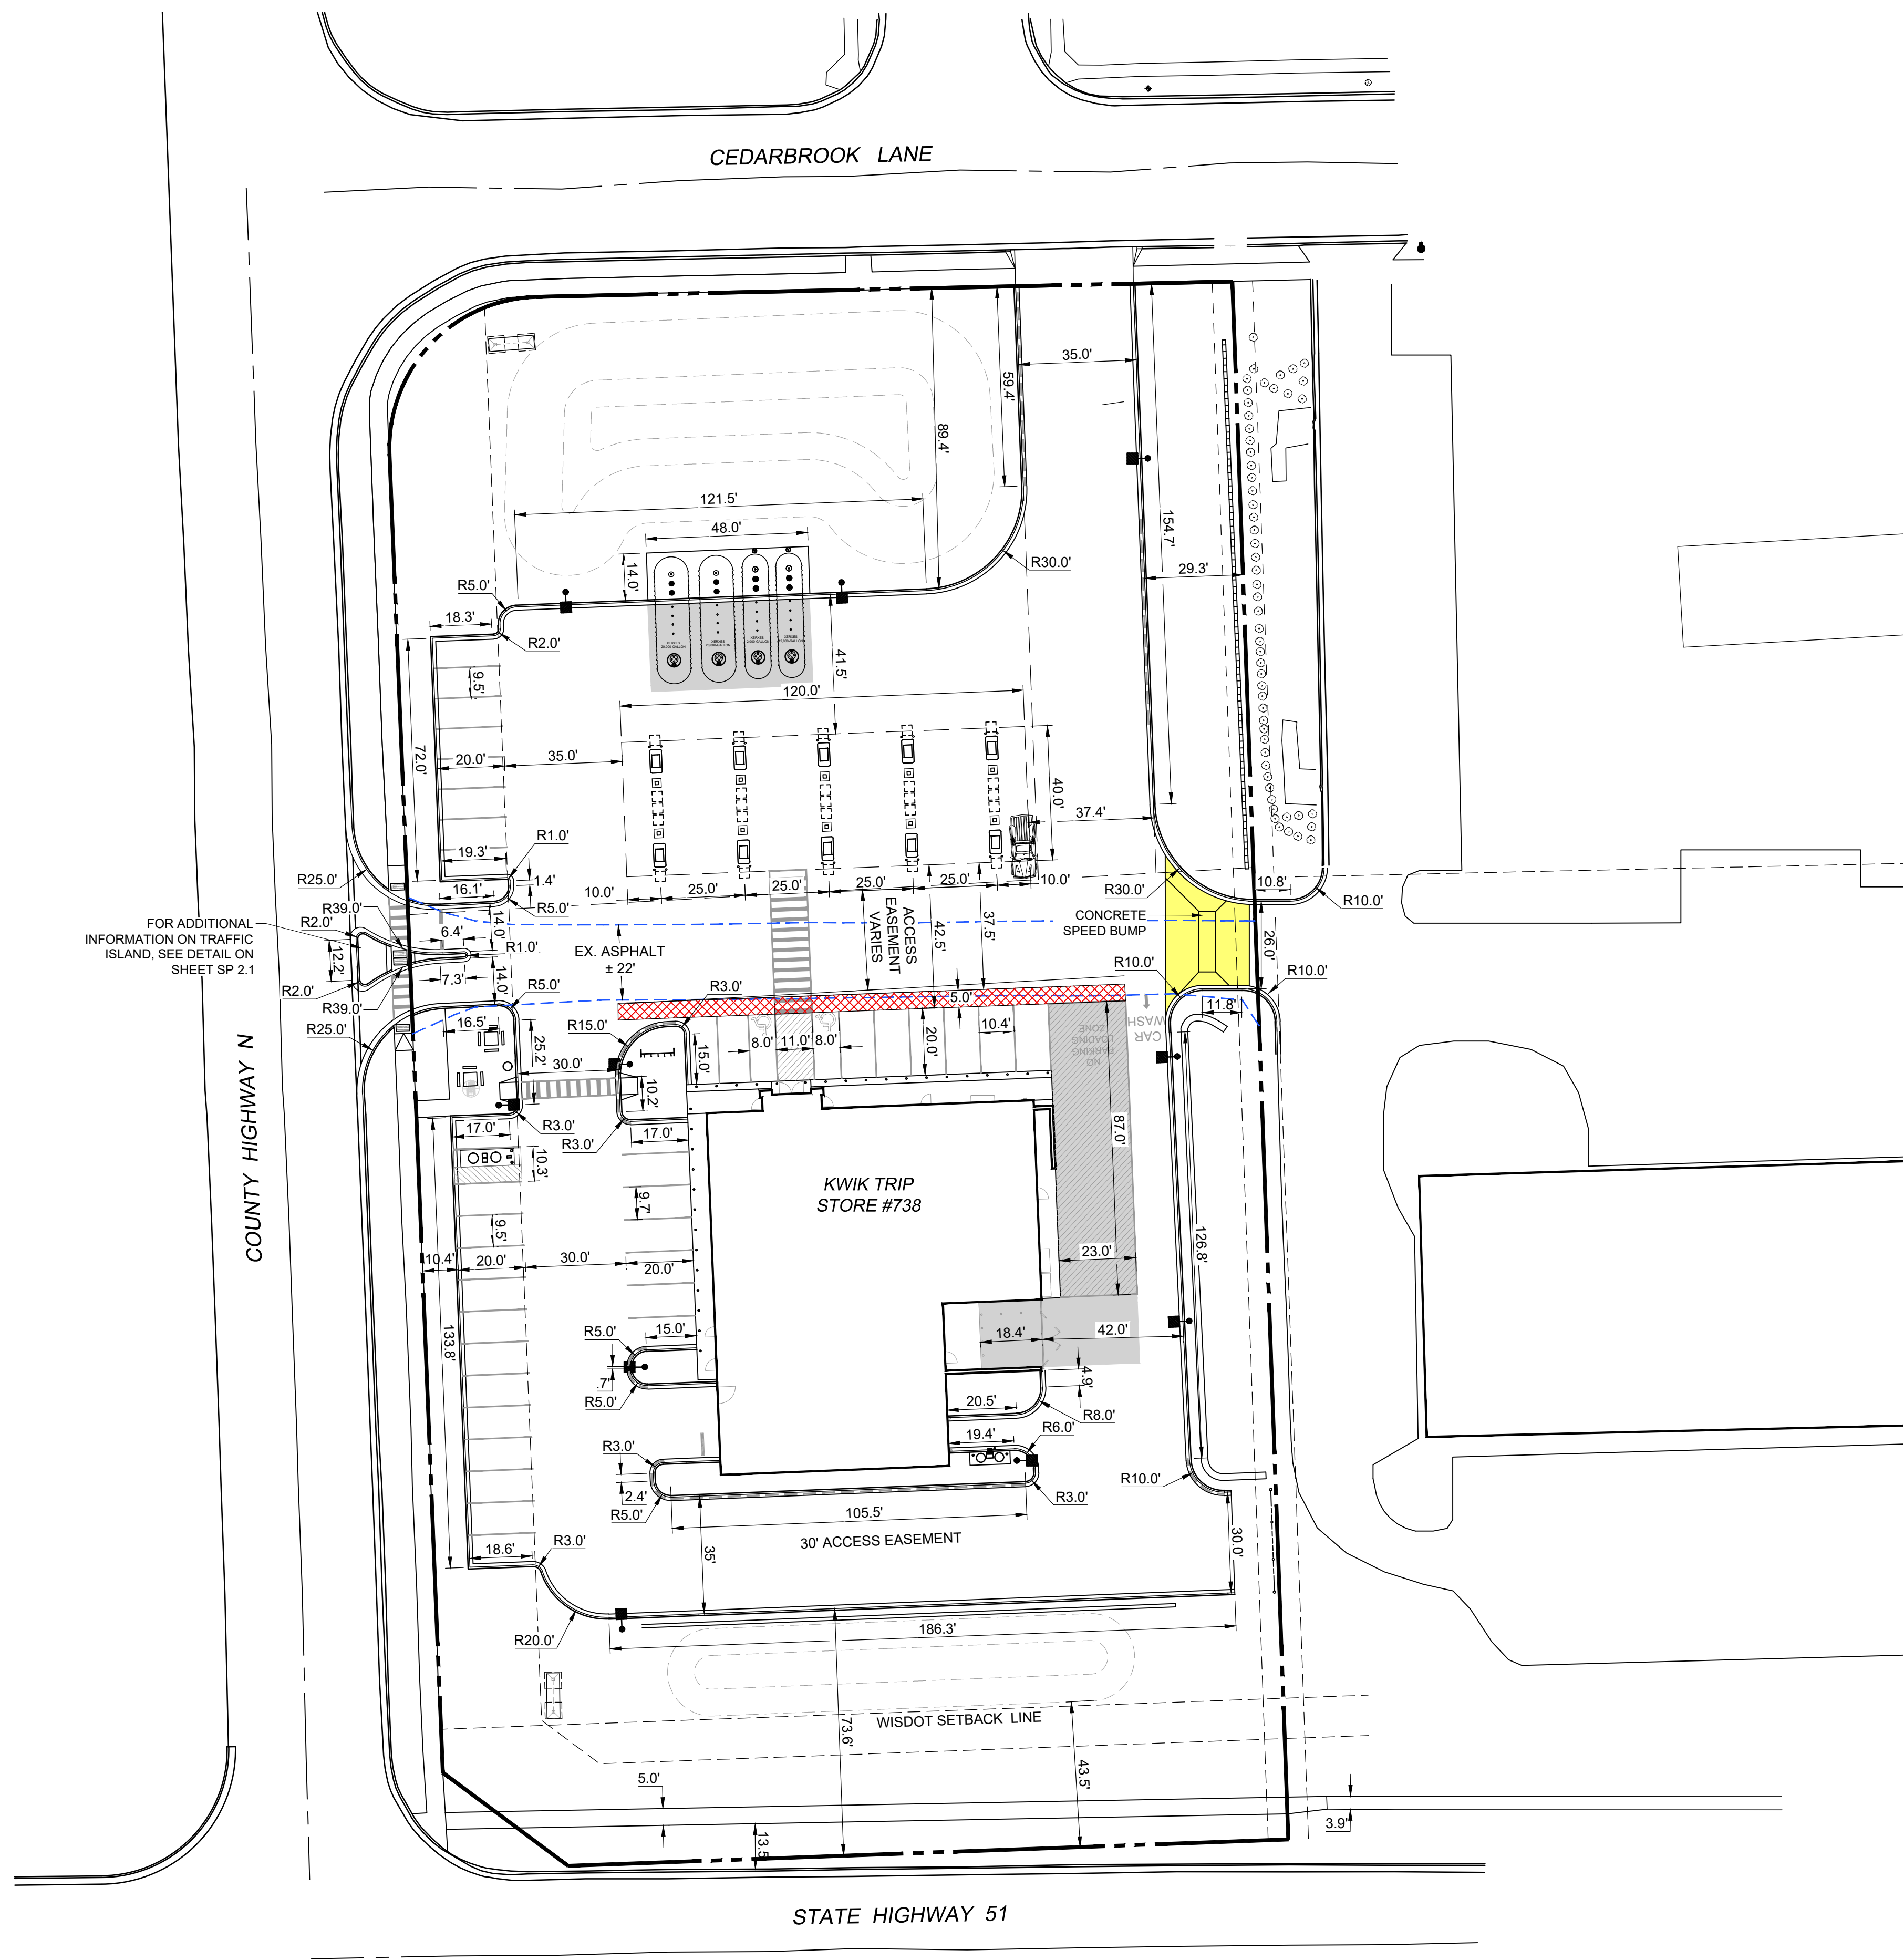 CEDARBROOK LANE
35.0'
59.4'
89.4'
154.7'
121.5'
48.0'
14.0'
R30.0'
29.3'
R5.0'
18.3'
R2.0'
XERXES
20,000-GALLON
XERXES
20,000-GALLON
41.5'
9.5'
120.0'
72.0'
20.0'
35.0'
40.0'
37.4'
R1.0'
19.3'
R25.0'
1.4'
16.1'
10.0'
25.0'
25.0'
25.0'
25.0'
10.0'
R30.0'
10.8'
R10.0'
R39.0'
R5.0'
14.0'
R2.0'
6.4'
FOR ADDITIONAL
INFORMATION ON TRAFFIC
ISLAND, SEE DETAIL ON
SHEET SP 2.1
12.2'
R1.0'
7.3'
14.0'
R2.0'
R39.0'
R25.0'
EX. ASPHALT
± 22'
ACCESS
EASEMENT
VARIES
42.5'
37.5'
CONCRETE
SPEED BUMP
26.0'
R10.0'
R10.0'
R5.0'
R3.0'
5.0'
11.8'
16.5'
R15.0'
25.2'
30.0'
15.0'
8.0'
11.0'
8.0'
20.0'
10.4'
CAR
WASH
NO
PARKING
LOADING
ZONE
10.2'
R3.0'
R3.0'
17.0'
17.0'
87.0'
10.3'
COUNTY HIGHWAY N
KWIK TRIP
STORE #738
9.7'
9.5'
10.4'
20.0'
30.0'
20.0'
23.0'
126.8'
133.8'
R5.0'
15.0'
18.4'
42.0'
.7'
R5.0'
4.9'
20.5'
R8.0'
19.4'
R6.0'
R3.0'
2.4'
R5.0'
R3.0'
R10.0'
105.5'
30' ACCESS EASEMENT
35'
30.0'
18.6'
R3.0'
R20.0'
186.3'
WISDOT SETBACK LINE
73.6'
43.5'
5.0'
13.5'
3.9'
STATE HIGHWAY 51